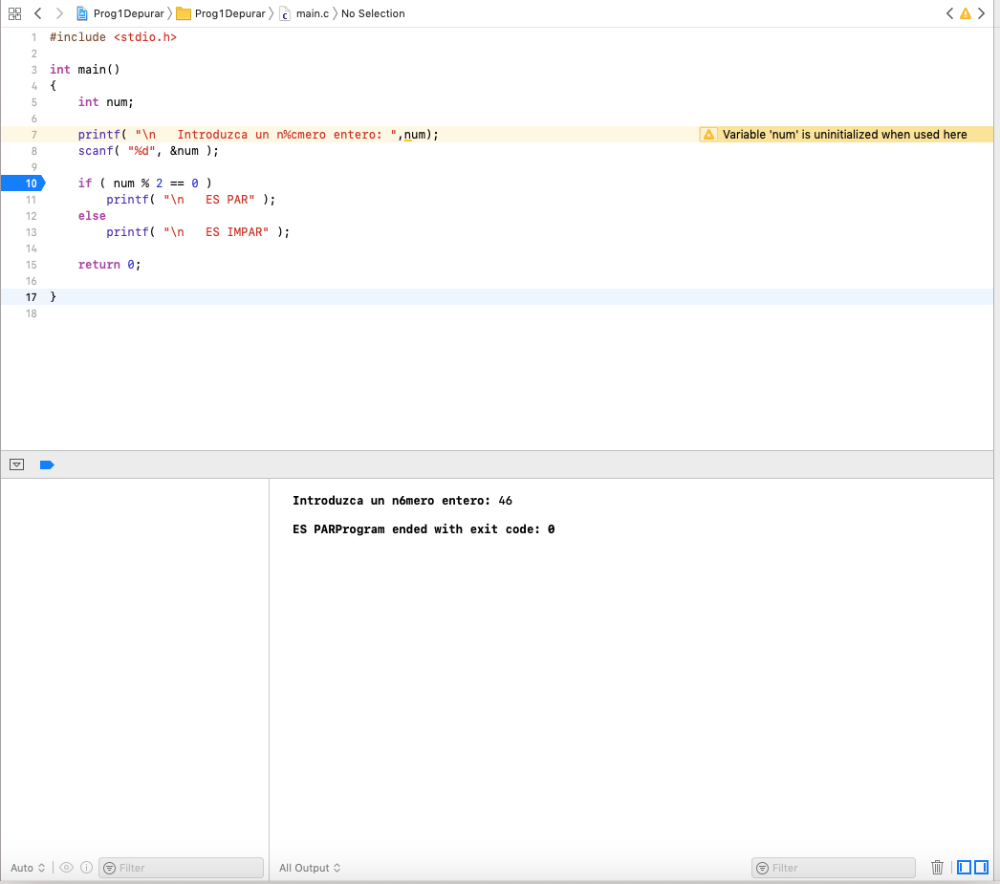 Prog1Depurar Prog1Depurar main.c No Selection
1 #include <stdio.h>
2
3 int main()
4 {
5     int num;
6
7     printf( "\n   Introduzca un n%cmero entero: ",num); Variable 'num' is uninitialized when used here
8     scanf( "%d", &num );
9
10     if ( num % 2 == 0 )
11         printf( "\n   ES PAR" );
12     else
13         printf( "\n   ES IMPAR" );
14
15     return 0;
16
17 }
18
Introduzca un n6mero entero: 46
ES PARProgram ended with exit code: 0
Auto Filter All Output Filter